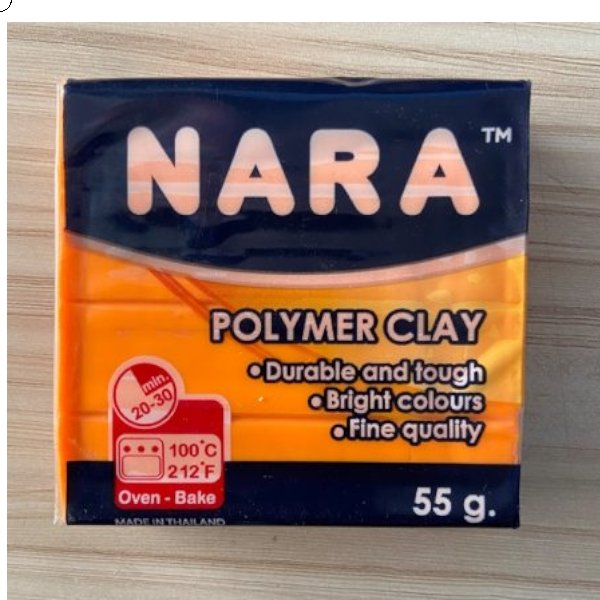 NARA™
POLYMER CLAY
•Durable and tough
•Bright colours
•Fine quality
min.
20-30
100°C
212°F
Oven - Bake
55 g.
MADE IN THAILAND